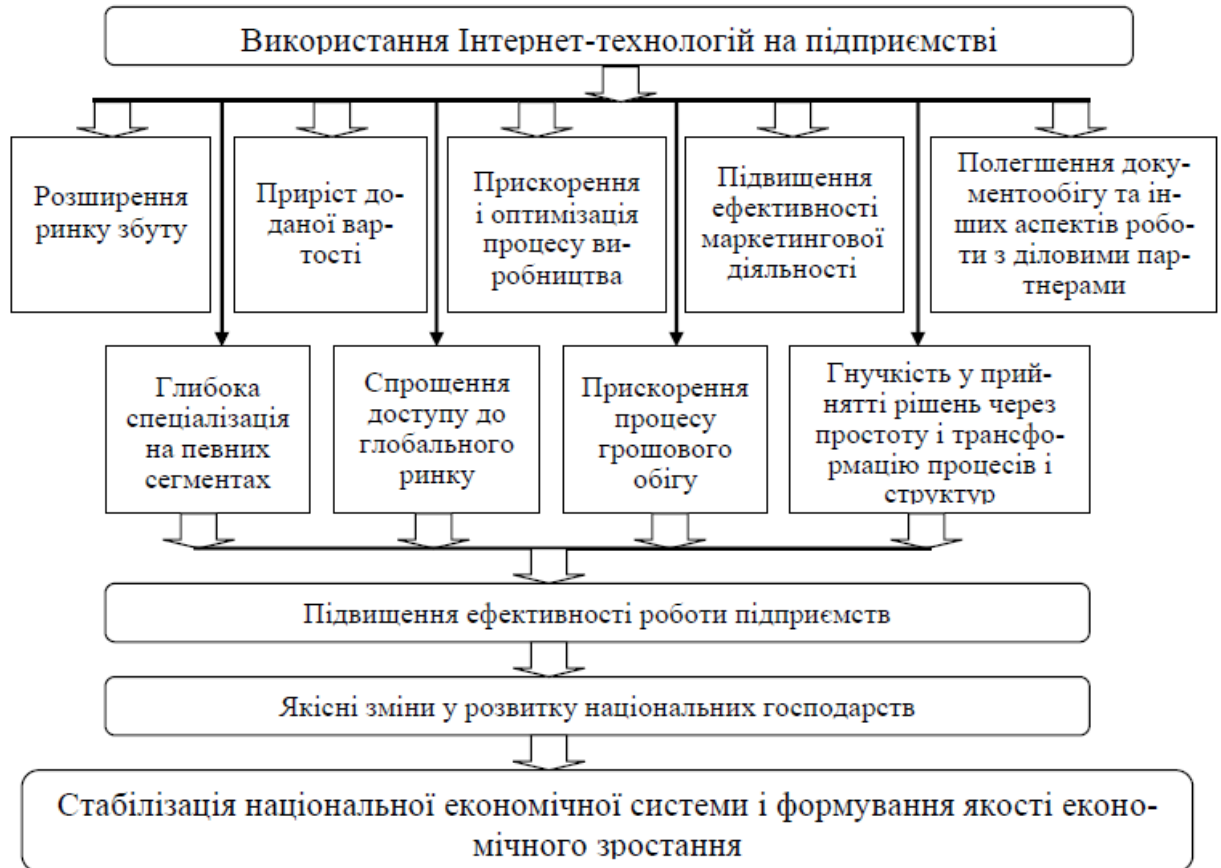 Використання Інтернет-технологій на підприємстві
Розширення
ринку збуту
Приріст до-
даної вар-
тості
Прискорення
і оптимізація
процесу ви-
робництва
Підвищення
ефективності
маркетингової
діяльності
Полегшення доку-
ментообігу та ін-
ших аспектів робо-
ти з діловими пар-
тнерами
Глибока
спеціалізація
на певних
сегментах
Спрощення
доступу до
глобального
ринку
Прискорення
процесу
грошового
обігу
Гнучкість у прий-
нятті рішень через
простоту і трансфо-
рмацію процесів і
структур
Підвищення ефективності роботи підприємств
Якісні зміни у розвитку національних господарств
Стабілізація національної економічної системи і формування якості еконо-
мічного зростання